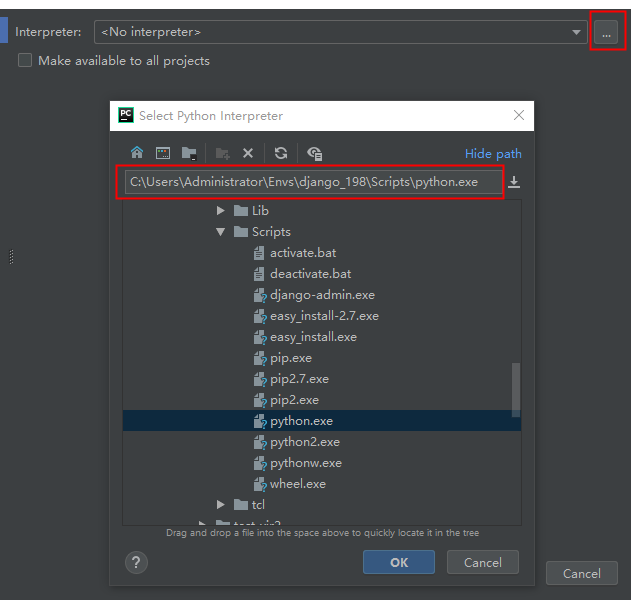 Interpreter: <No interpreter> ...
Make available to all projects
PC Select Python Interpreter
Hide path
C:\Users\Administrator\Envs\django_198\Scripts\python.exe
Lib
Scripts
activate.bat
deactivate.bat
django-admin.exe
easy_install-2.7.exe
easy_install.exe
pip.exe
pip2.7.exe
pip2.exe
python.exe
python2.exe
pythonw.exe
wheel.exe
tcl
Drag and drop a file into the space above to quickly locate it in the tree
? OK Cancel
Cancel